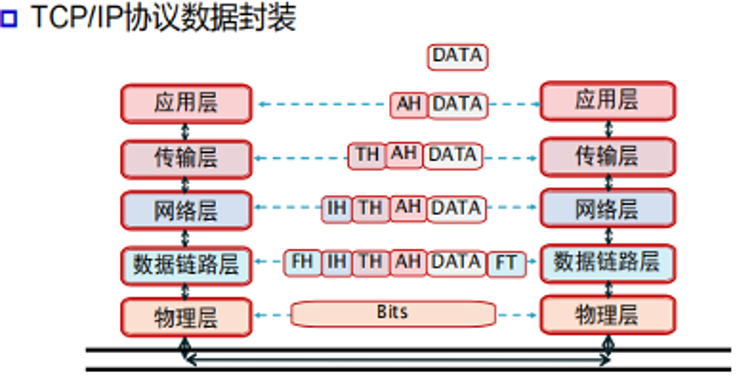 TCP/IP协议数据封装
DATA
应用层 AH DATA 应用层
传输层 TH AH DATA 传输层
网络层 IH TH AH DATA 网络层
数据链路层 FH IH TH AH DATA FT 数据链路层
物理层 Bits 物理层